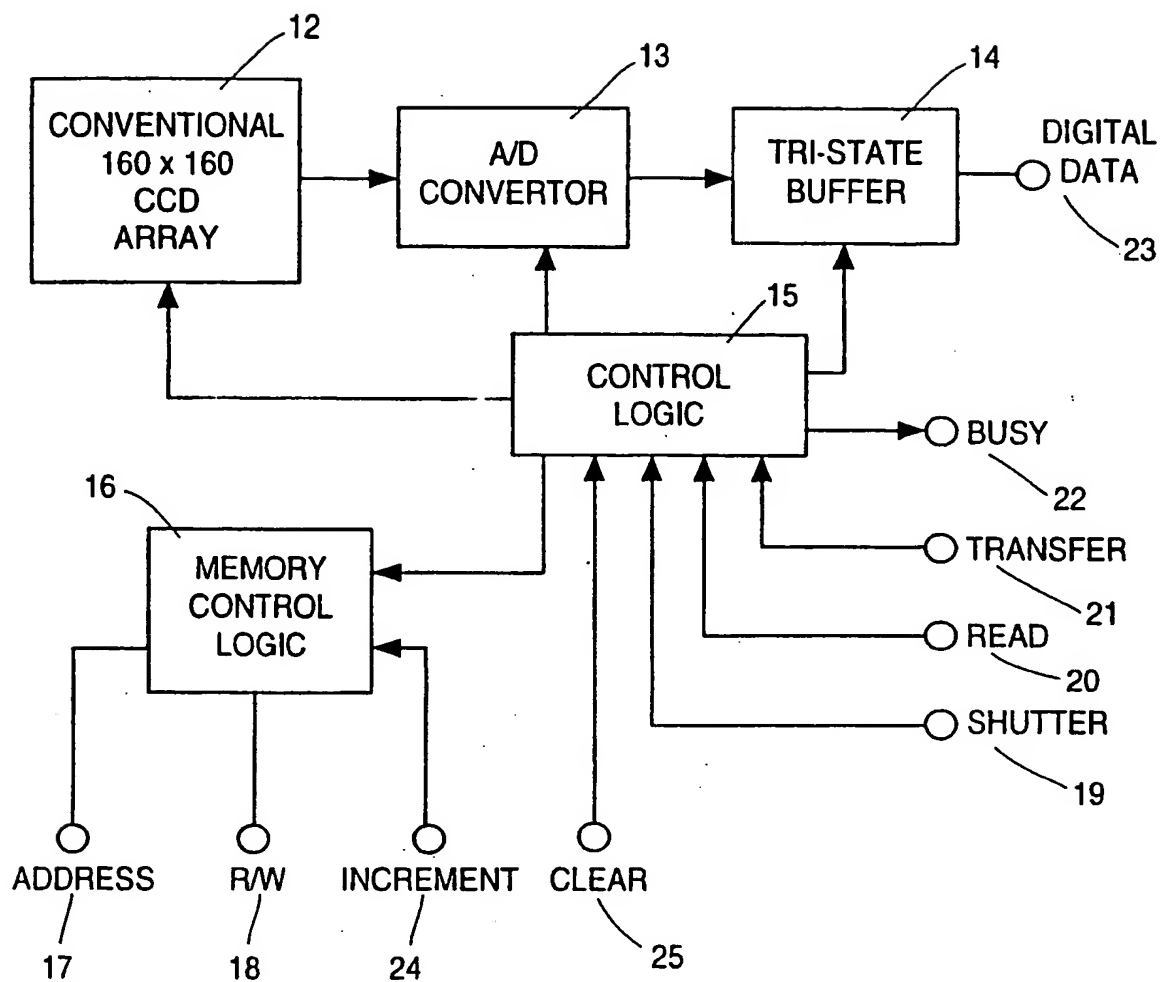 12
13
14
CONVENTIONAL
160 x 160
CCD
ARRAY
A/D
CONVERTOR
TRI-STATE
BUFFER
DIGITAL
DATA
23
15
CONTROL
LOGIC
BUSY
22
16
MEMORY
CONTROL
LOGIC
TRANSFER
21
READ
20
SHUTTER
19
ADDRESS
R/W
INCREMENT
CLEAR
17
18
24
25